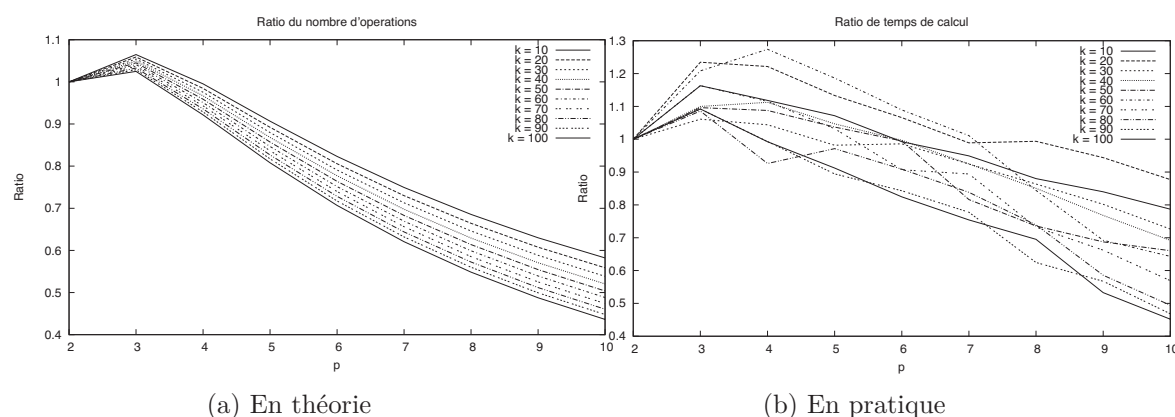 Ratio du nombre d'operations
Ratio
1.1
1
0.9
0.8
0.7
0.6
0.5
0.4
2 3 4 5 6 7 8 9 10
p
k = 10
k = 20
k = 30
k = 40
k = 50
k = 60
k = 70
k = 80
k = 90
k = 100
(a) En théorie
Ratio de temps de calcul
Ratio
1.3
1.2
1.1
1
0.9
0.8
0.7
0.6
0.5
0.4
2 3 4 5 6 7 8 9 10
p
k = 10
k = 20
k = 30
k = 40
k = 50
k = 60
k = 70
k = 80
k = 90
k = 100
(b) En pratique